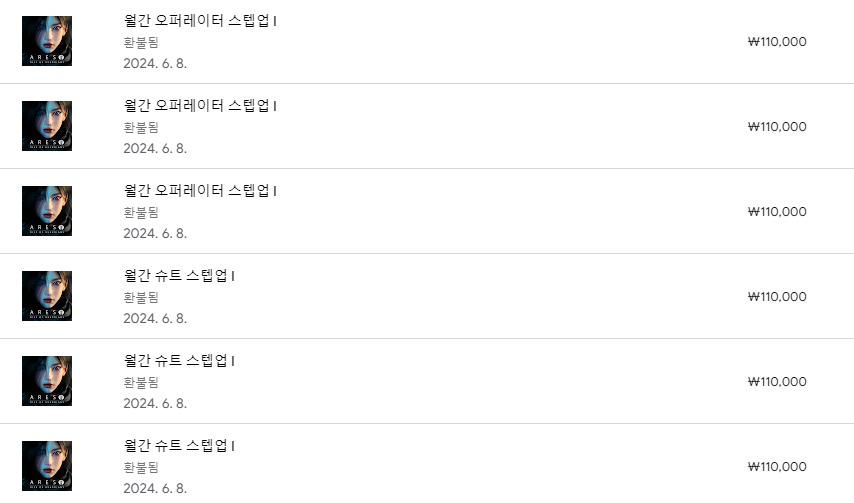 월간 오퍼레이터 스텝업 I
환불됨
₩110,000
2024. 6. 8.
ARES
월간 오퍼레이터 스텝업 I
환불됨
₩110,000
2024. 6. 8.
ARES
월간 오퍼레이터 스텝업 I
환불됨
₩110,000
2024. 6. 8.
ARES
월간 슈트 스텝업 I
환불됨
₩110,000
2024. 6. 8.
ARES
월간 슈트 스텝업 I
환불됨
₩110,000
2024. 6. 8.
ARES
월간 슈트 스텝업 I
환불됨
₩110,000
2024. 6. 8.
ARES